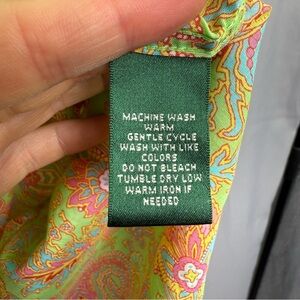 MACHINE WASH
WARM
GENTLE CYCLE
WASH WITH LIKE
COLORS
DO NOT BLEACH
TUMBLE DRY LOW
WARM IRON IF
NEEDED